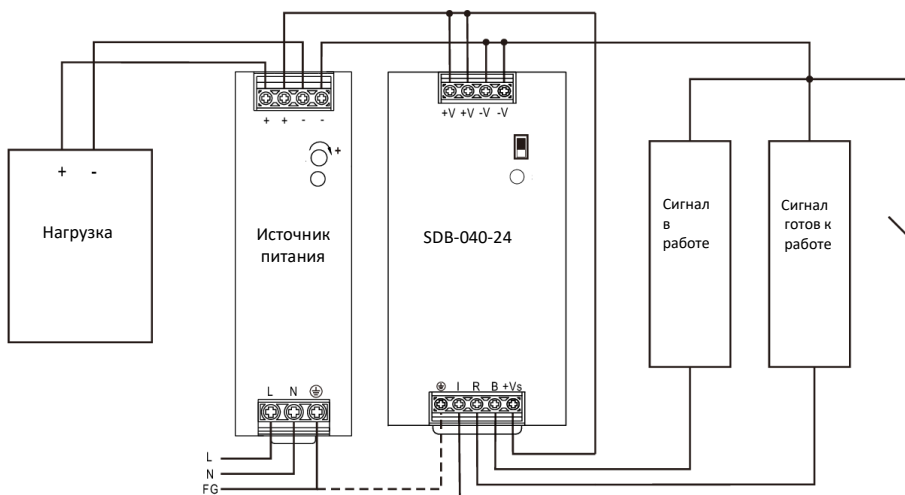 + + - -
+V +V -V -V
+
+ -
Нагрузка
Источник
питания
SDB-040-24
Сигнал
в
работе
Сигнал
готов к
работе
L N
I R B +Vs
L
N
FG